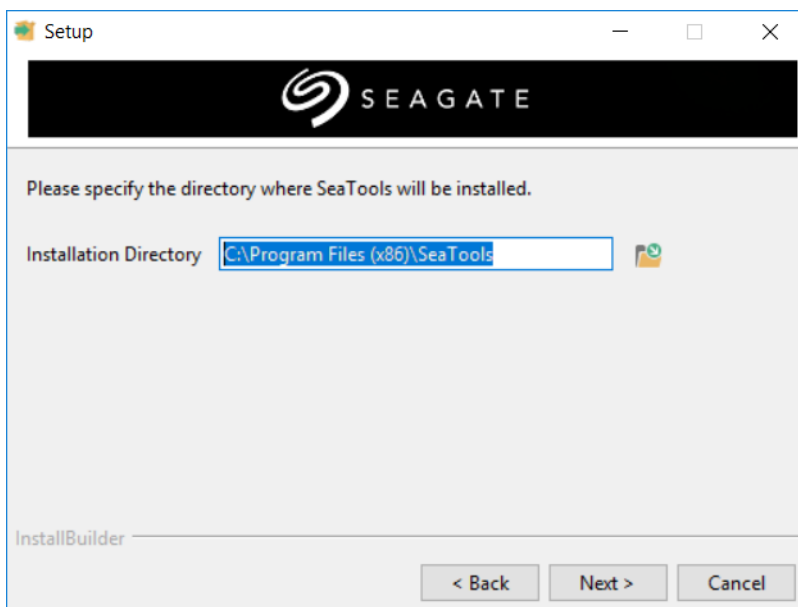 Setup
SEAGATE
Please specify the directory where SeaTools will be installed.
Installation Directory C:\Program Files (x86)\SeaTools
InstallBuilder
< Back Next > Cancel